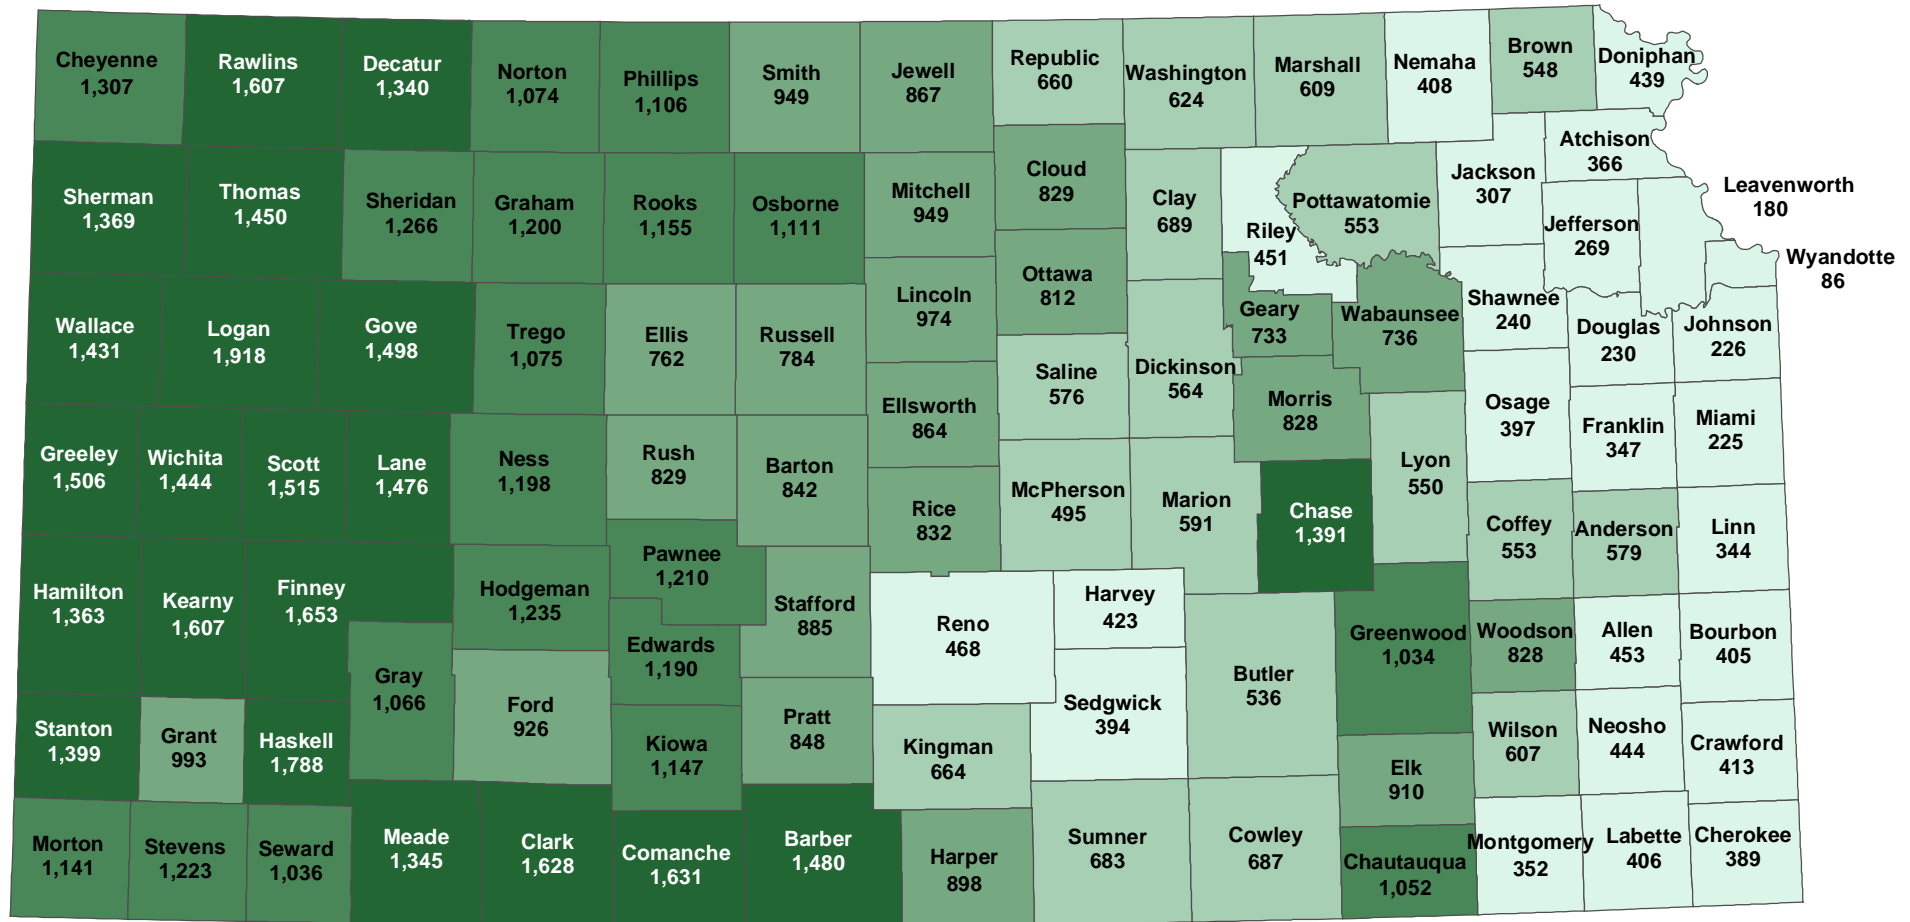 Cheyenne
1,307
Rawlins
1,607
Decatur
1,340
Norton
1,074
Phillips
1,106
Smith
949
Jewell
867
Republic
660
Washington
624
Marshall
609
Nemaha
408
Brown
548
Doniphan
439
Sherman
1,369
Thomas
1,450
Sheridan
1,266
Graham
1,200
Rooks
1,155
Osborne
1,111
Mitchell
949
Cloud
829
Clay
689
Riley
451
Pottawatomie
553
Jackson
307
Atchison
366
Jefferson
269
Leavenworth
180
Wyandotte
86
Wallace
1,431
Logan
1,918
Gove
1,498
Trego
1,075
Ellis
762
Russell
784
Lincoln
974
Ottawa
812
Saline
576
Dickinson
564
Geary
733
Wabaunsee
736
Shawnee
240
Douglas
230
Johnson
226
Ellsworth
864
Morris
828
Osage
397
Franklin
347
Miami
225
Greeley
1,506
Wichita
1,444
Scott
1,515
Lane
1,476
Ness
1,198
Rush
829
Barton
842
Rice
832
McPherson
495
Marion
591
Chase
1,391
Lyon
550
Coffey
553
Anderson
579
Linn
344
Hamilton
1,363
Kearny
1,607
Finney
1,653
Hodgeman
1,235
Pawnee
1,210
Stafford
885
Edwards
1,190
Reno
468
Harvey
423
Greenwood
1,034
Woodson
828
Allen
453
Bourbon
405
Gray
1,066
Ford
926
Kiowa
1,147
Pratt
848
Kingman
664
Sedgwick
394
Butler
536
Elk
910
Wilson
607
Neosho
444
Crawford
413
Stanton
1,399
Grant
993
Haskell
1,788
Morton
1,141
Stevens
1,223
Seward
1,036
Meade
1,345
Clark
1,628
Comanche
1,631
Barber
1,480
Harper
898
Sumner
683
Cowley
687
Chautauqua
1,052
Montgomery
352
Labette
406
Cherokee
389